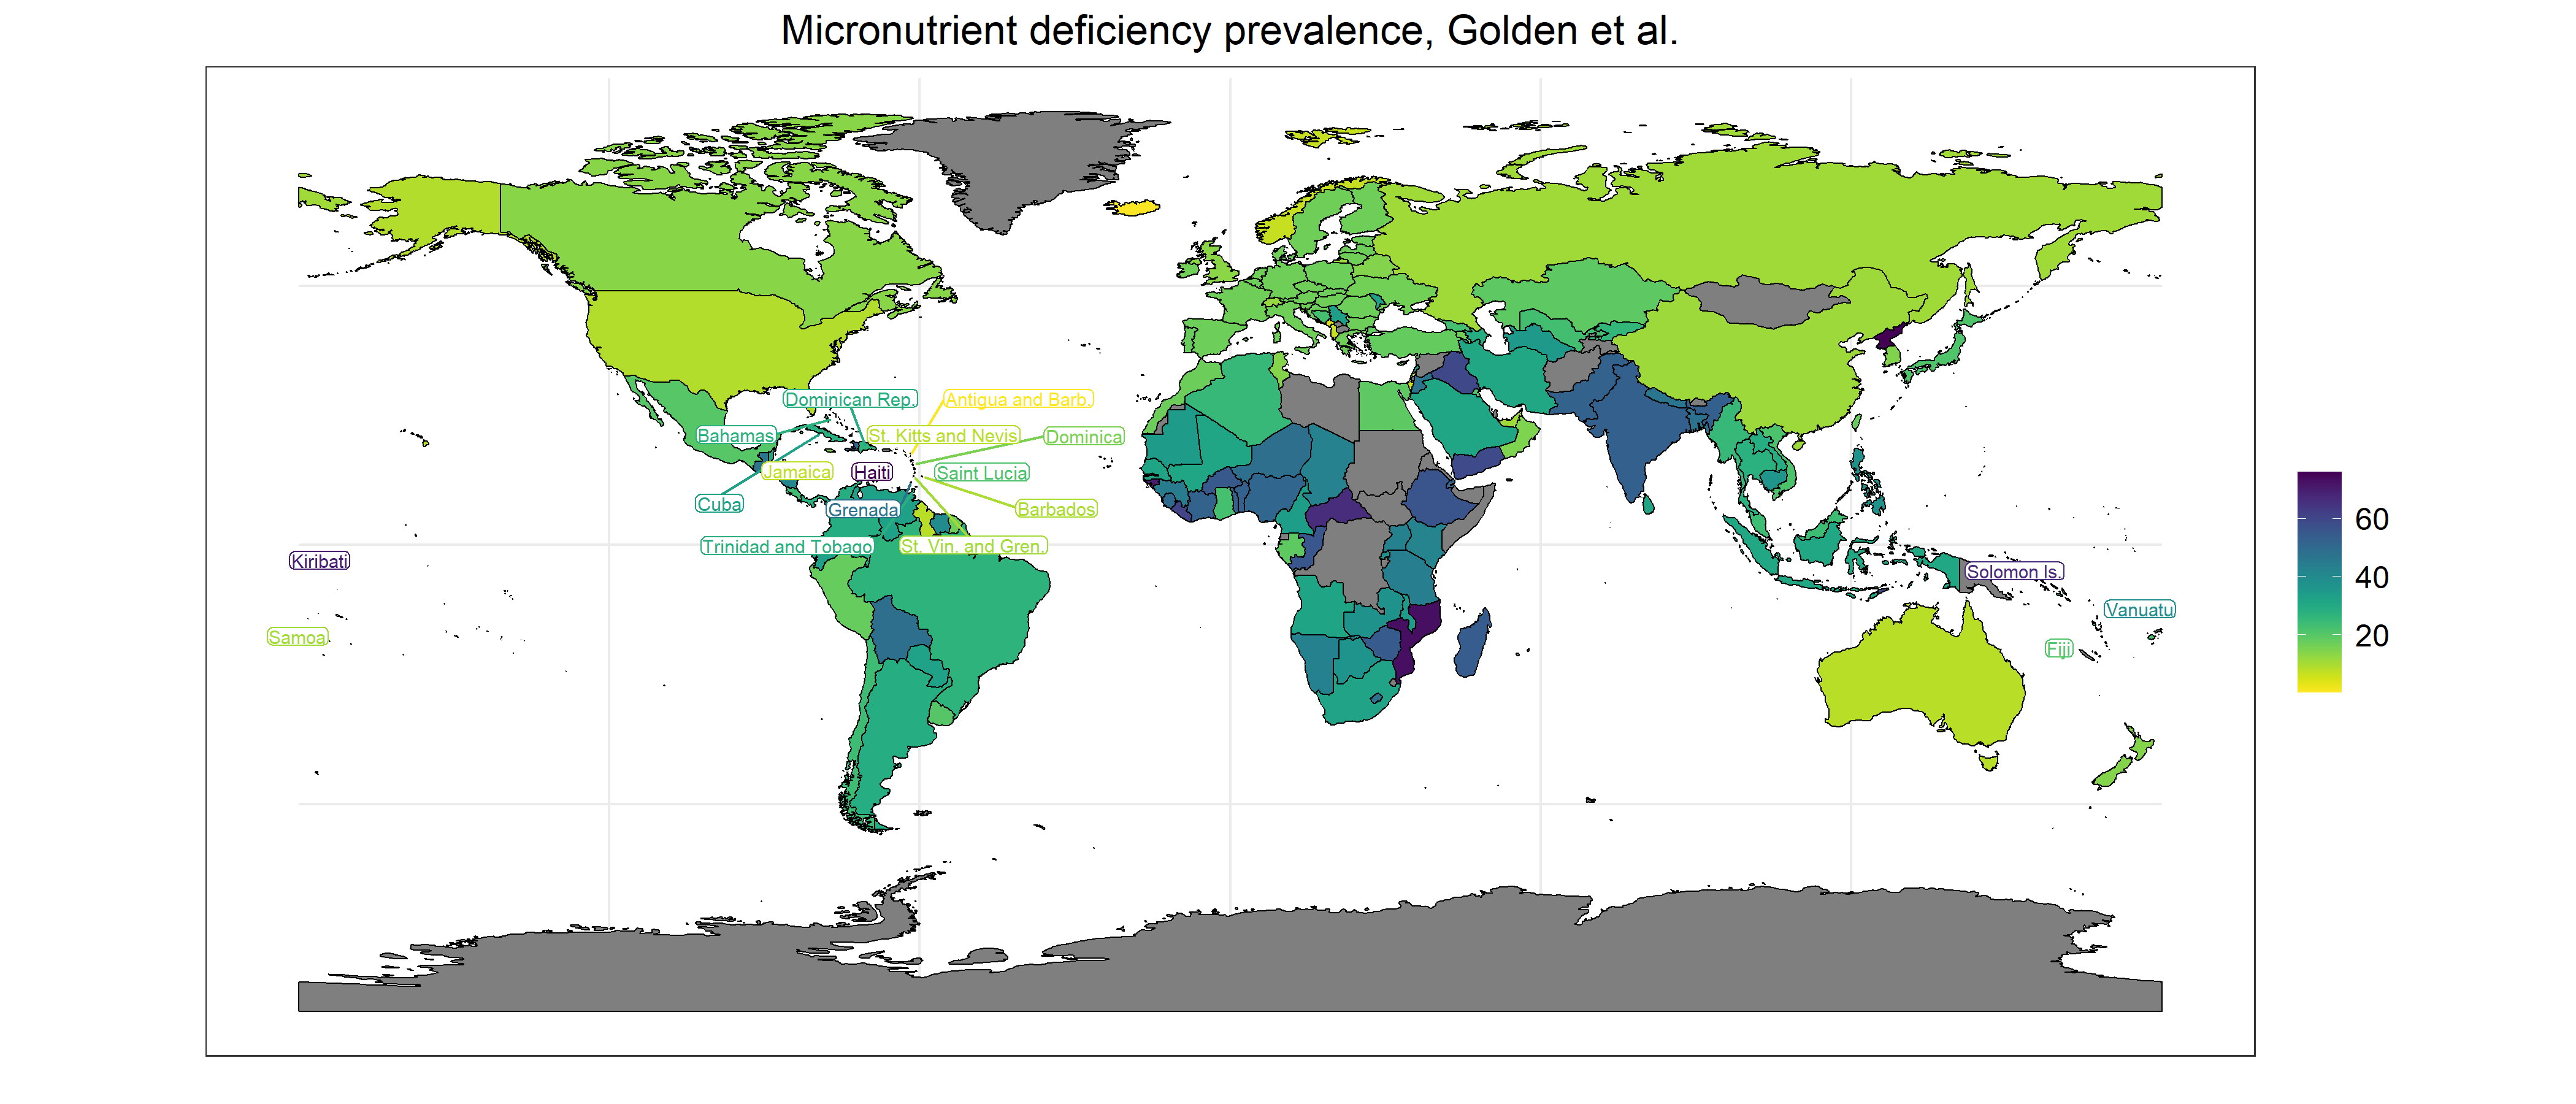 Micronutrient deficiency prevalence, Golden et al.
Dominican Rep.
Antigua and Barb.
Bahamas
St. Kitts and Nevis
Dominica
Jamaica
Haiti
Saint Lucia
Cuba
Grenada
Barbados
Trinidad and Tobago
St. Vin. and Gren.
Kiribati
Samoa
Solomon Is.
Vanuatu
Fiji
60
40
20